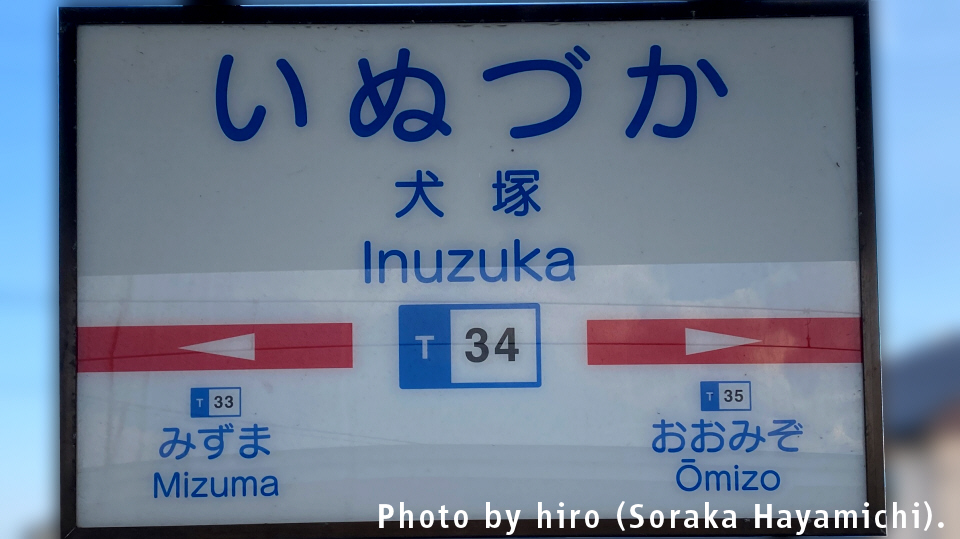 いぬづか
犬塚
Inuzuka
T 34
T 33
みずま
Mizuma
T 35
おおみぞ
Ōmizo
Photo by hiro (Soraka Hayamichi).